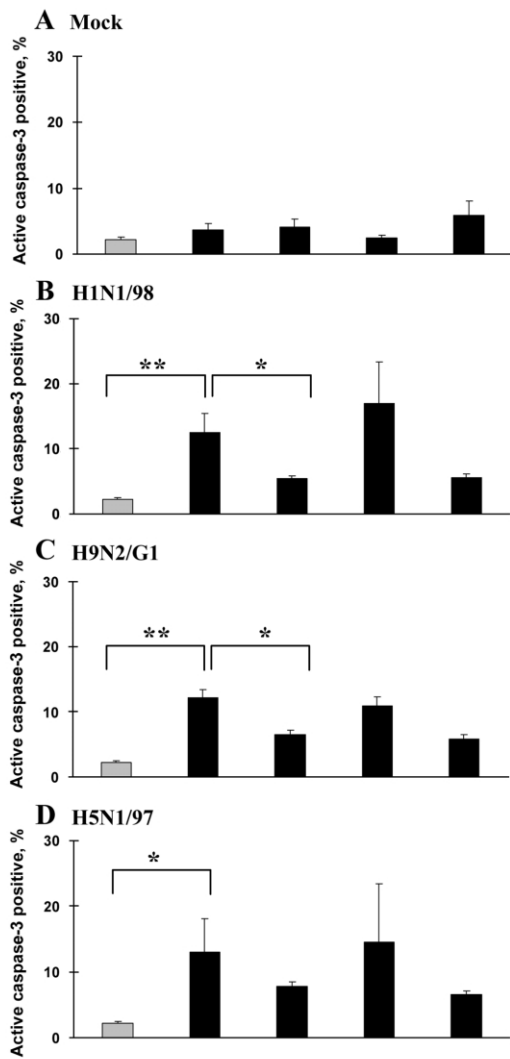 A Mock
Active caspase-3 positive, %
30
20
10
0
B H1N1/98
Active caspase-3 positive, %
30
20
10
0
**
*
C H9N2/G1
Active caspase-3 positive, %
30
20
10
0
**
*
D H5N1/97
Active caspase-3 positive, %
30
20
10
0
*